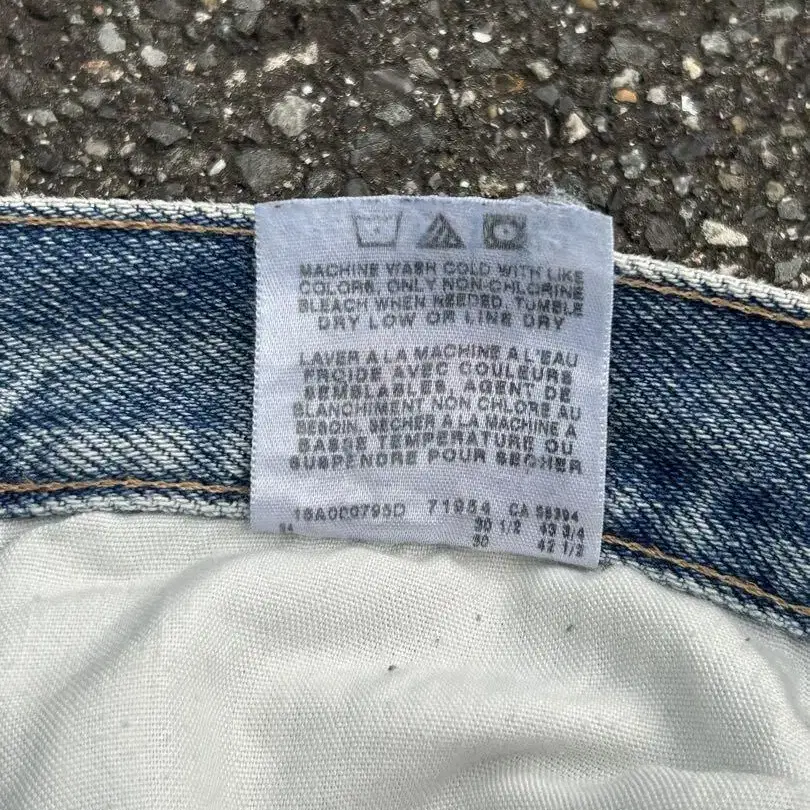 MACHINE WASH COLD WITH LIKE
COLORS, ONLY NON-CHLORINE
BLEACH WHEN NEEDED, TUMBLE
DRY LOW OR LINE DRY
LAVER A LA MACHINE A L'EAU
FROIDE AVEC COULEURS
SEMBLABLES, AGENT DE
BLANCHIMENT NON CHLORE AU
BESOIN, SECHER A LA MACHINE A
BASSE TEMPERATURE OU
SUSPENDRE POUR SECHER
71954 CA
30 1/2 43 3/4
30 42 1/2